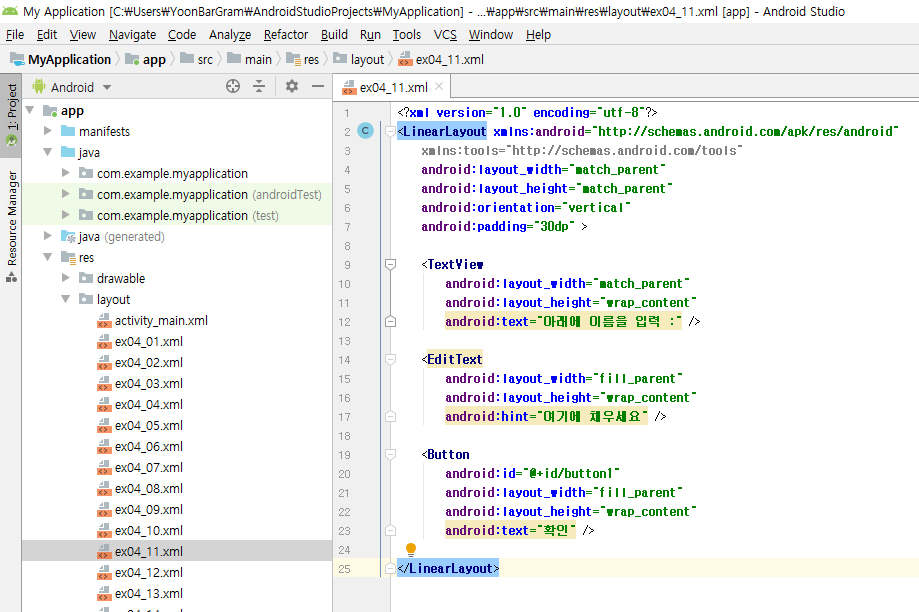 My Application [C:₩Users₩YoonBarGram₩AndroidStudioProjects₩MyApplication] - ...₩app₩src₩main₩res₩layout₩ex04_11.xml [app] - Android Studio
File Edit View Navigate Code Analyze Refactor Build Run Tools VCS Window Help
MyApplication app src main res layout ex04_11.xml
1: Project
Resource Manager
Android
app
manifests
java
com.example.myapplication
com.example.myapplication (androidTest)
com.example.myapplication (test)
java (generated)
res
drawable
layout
activity_main.xml
ex04_01.xml
ex04_02.xml
ex04_03.xml
ex04_04.xml
ex04_05.xml
ex04_06.xml
ex04_07.xml
ex04_08.xml
ex04_09.xml
ex04_10.xml
ex04_11.xml
ex04_12.xml
ex04_13.xml
ex04_11.xml
1 <?xml version="1.0" encoding="utf-8"?>
2 C <LinearLayout xmlns:android="http://schemas.android.com/apk/res/android"
3 xmlns:tools="http://schemas.android.com/tools"
4 android:layout_width="match_parent"
5 android:layout_height="match_parent"
6 android:orientation="vertical"
7 android:padding="30dp" >
8
9 <TextView
10 android:layout_width="match_parent"
11 android:layout_height="wrap_content"
12 android:text="아래에 이름을 입력 :" />
13
14 <EditText
15 android:layout_width="fill_parent"
16 android:layout_height="wrap_content"
17 android:hint="여기에 채우세요" />
18
19 <Button
20 android:id="@+id/button1"
21 android:layout_width="fill_parent"
22 android:layout_height="wrap_content"
23 android:text="확인" />
24
25 </LinearLayout>